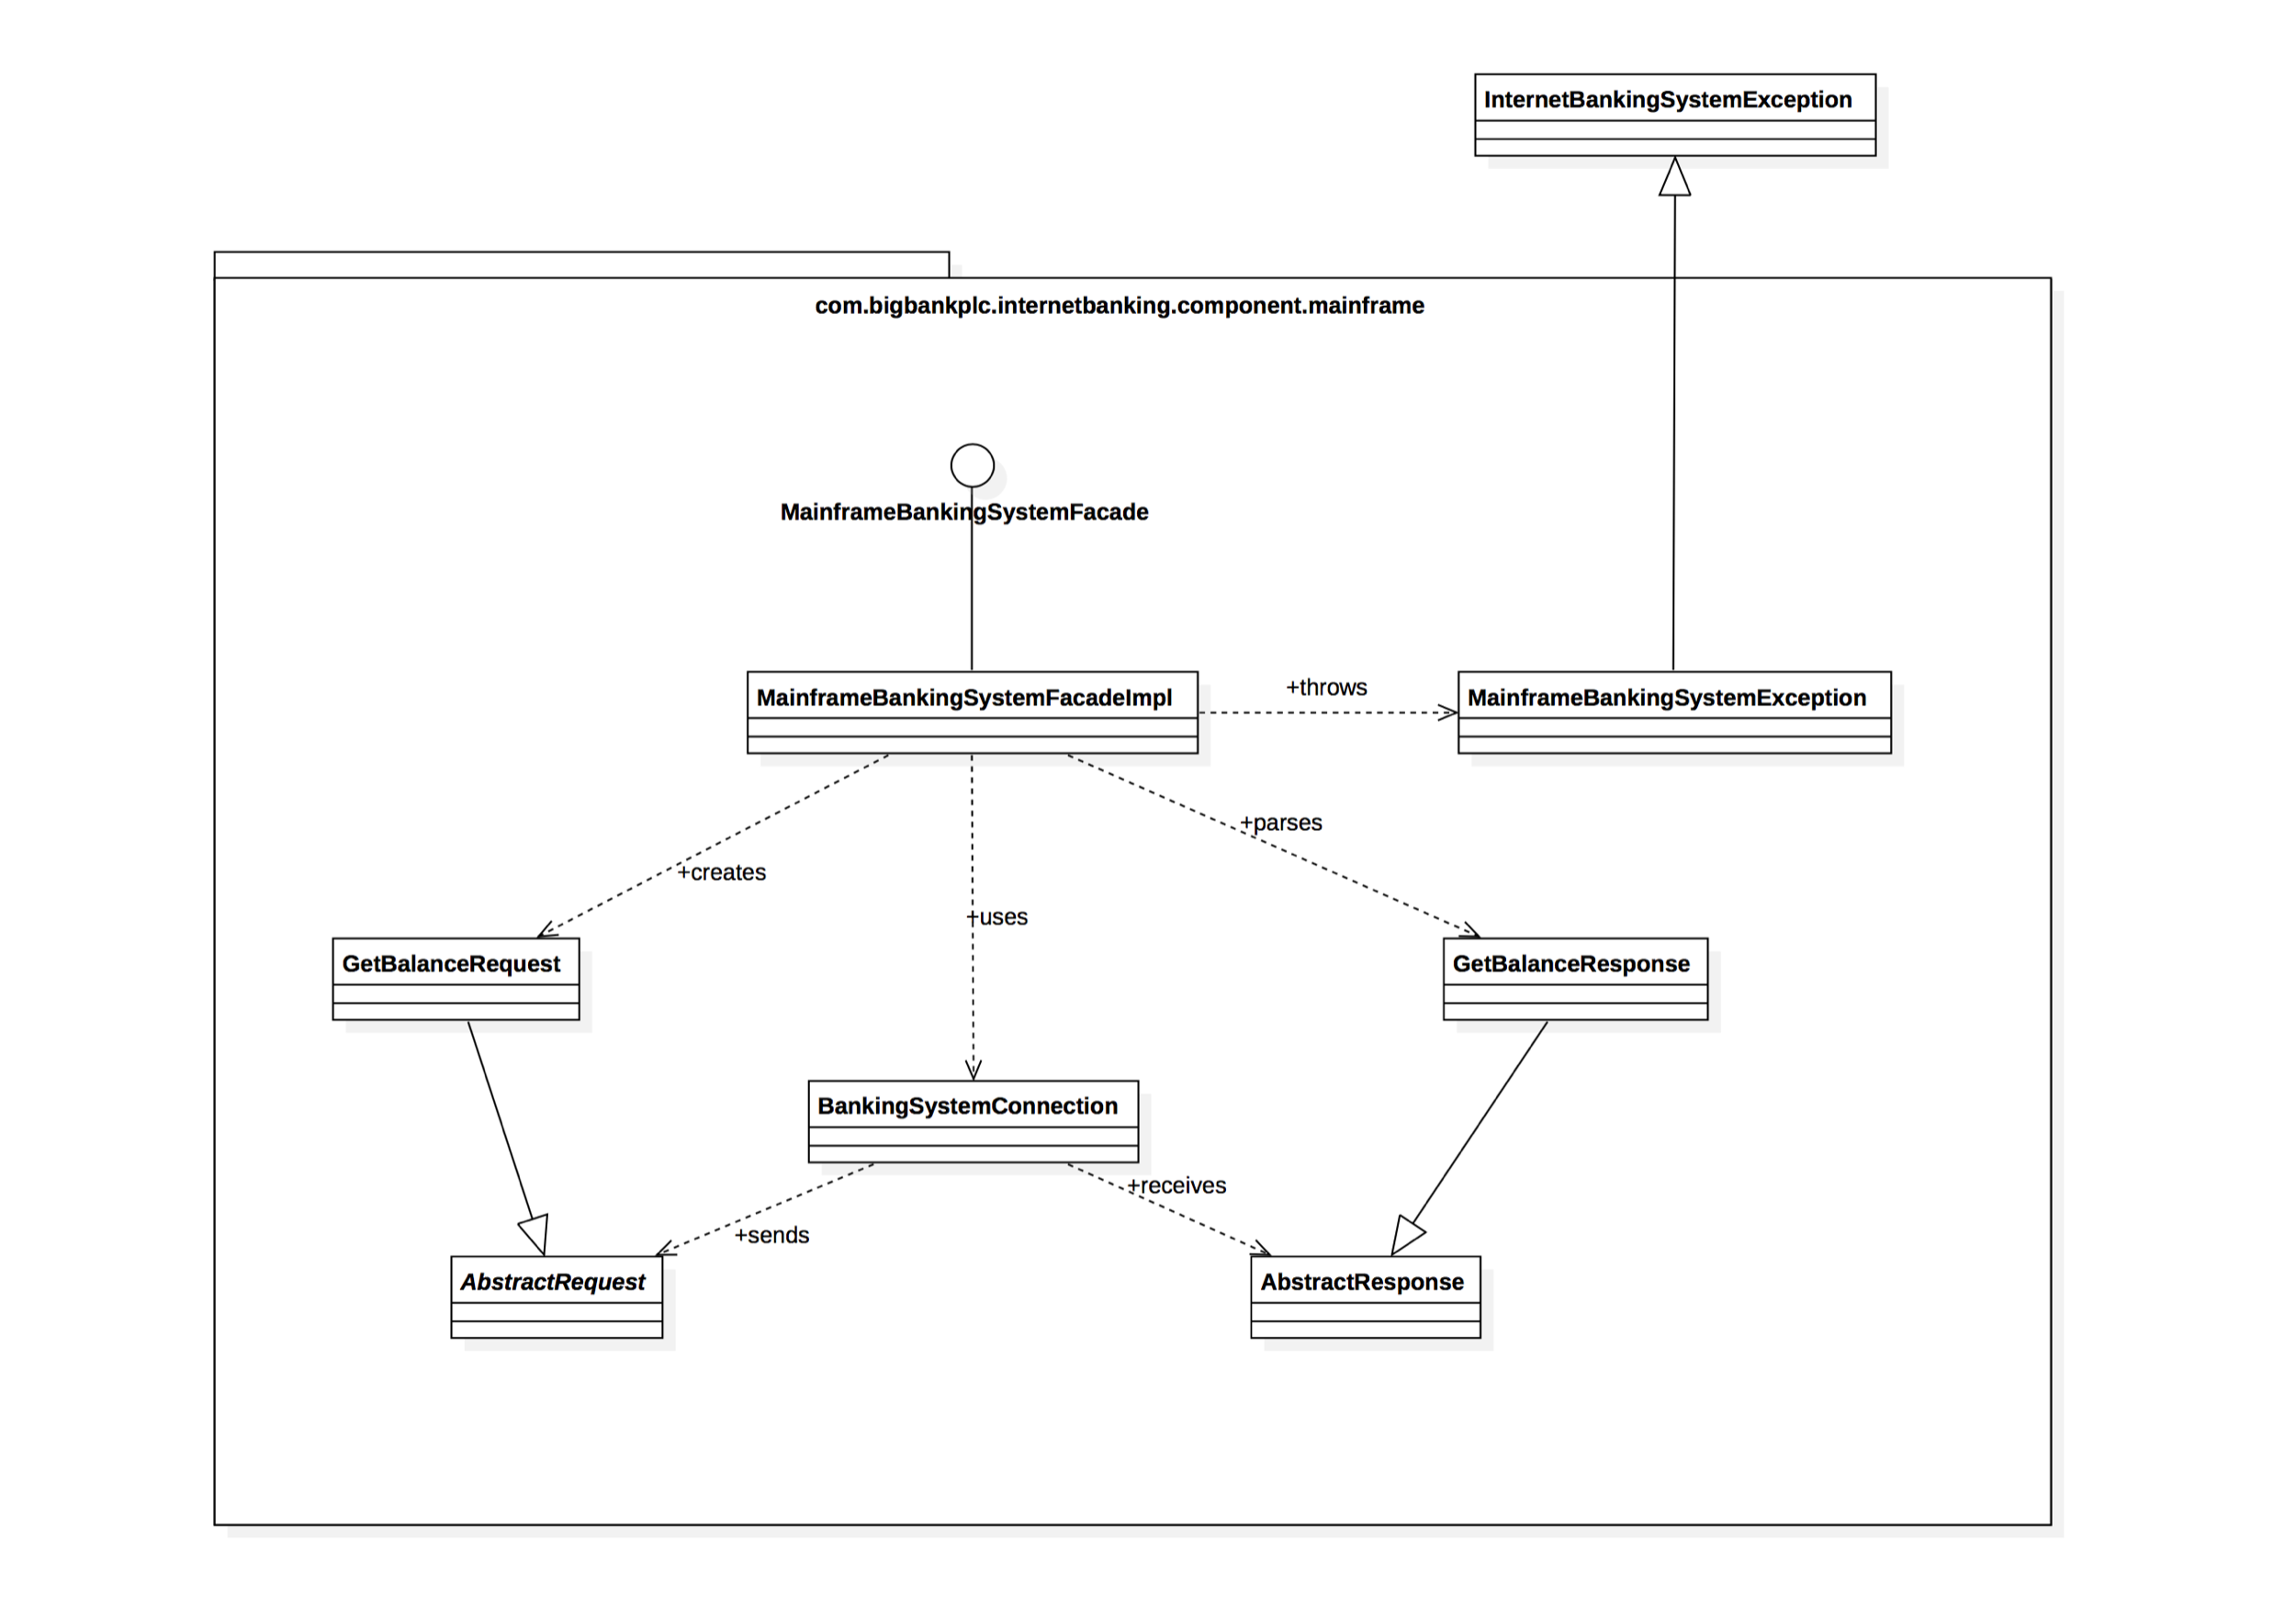 InternetBankingSystemException
com.bigbankplc.internetbanking.component.mainframe
MainframeBankingSystemFacade
MainframeBankingSystemFacadeImpl
+throws
MainframeBankingSystemException
+parses
+creates
+uses
GetBalanceRequest
GetBalanceResponse
BankingSystemConnection
+receives
+sends
AbstractRequest
AbstractResponse